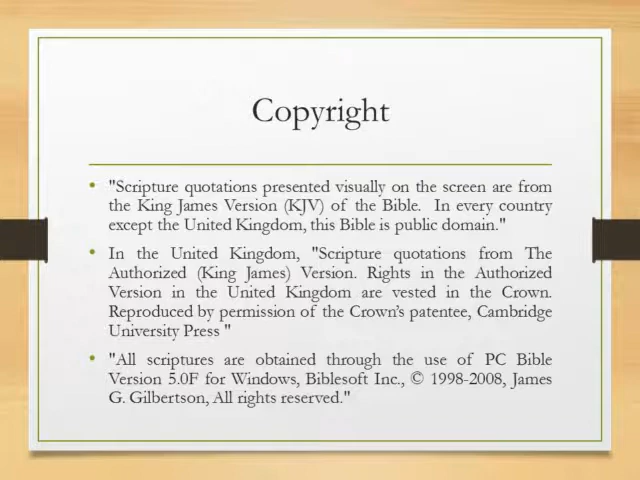 Copyright
• "Scripture quotations presented visually on the screen are from
the King James Version (KJV) of the Bible.  In every country
except the United Kingdom, this Bible is public domain."
• In the United Kingdom, "Scripture quotations from The
Authorized (King James) Version. Rights in the Authorized
Version in the United Kingdom are vested in the Crown.
Reproduced by permission of the Crown’s patentee, Cambridge
University Press "
• "All scriptures are obtained through the use of PC Bible
Version 5.0F for Windows, Biblesoft Inc., © 1998-2008, James
G. Gilbertson, All rights reserved."